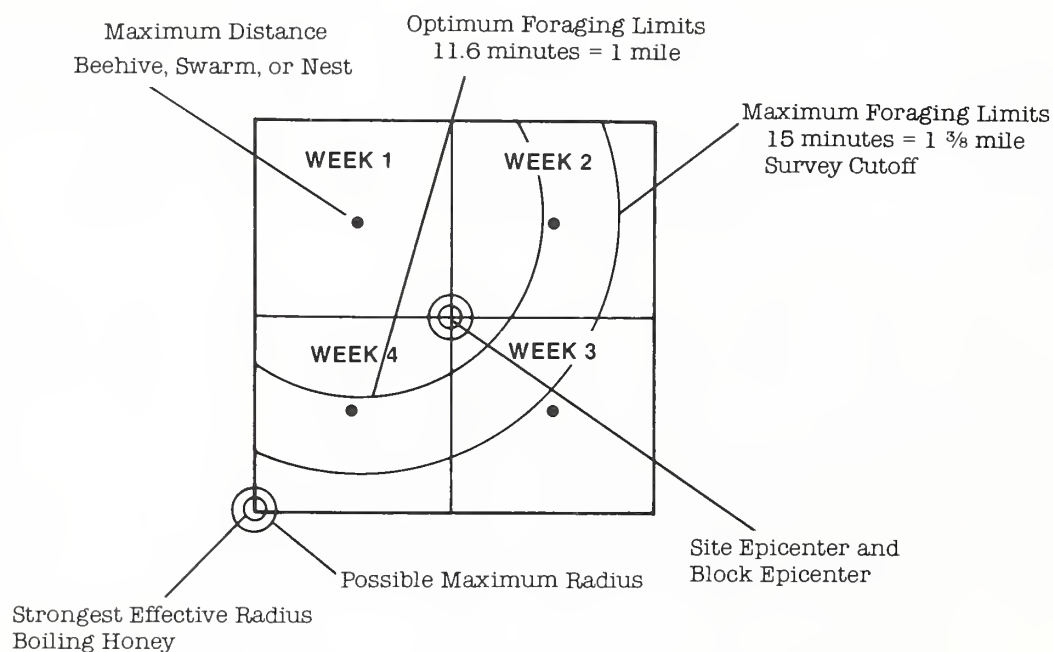 Maximum Distance
Beehive, Swarm, or Nest
Optimum Foraging Limits
11.6 minutes = 1 mile
Maximum Foraging Limits
15 minutes = 1 ⅜ mile
Survey Cutoff
WEEK 1
WEEK 2
WEEK 4
WEEK 3
Site Epicenter and
Block Epicenter
Possible Maximum Radius
Strongest Effective Radius
Boiling Honey